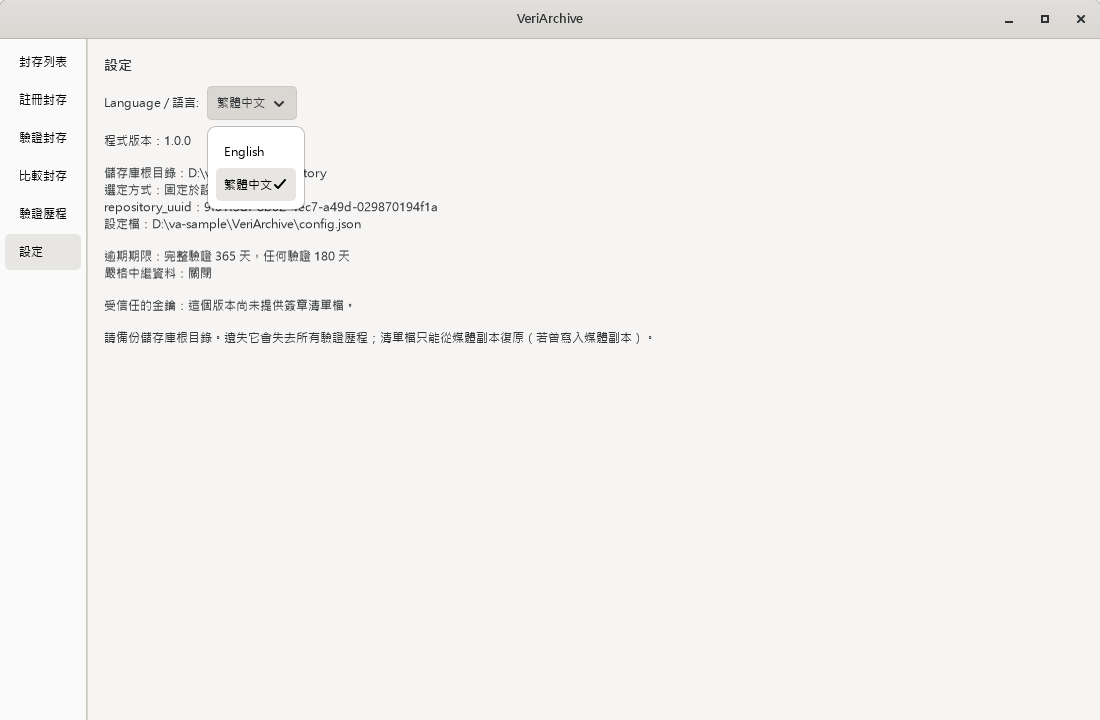 VeriArchive
封存列表
註冊封存
驗證封存
比較封存
驗證歷程
設定
設定
Language / 語言: 繁體中文
English
繁體中文
程式版本：1.0.0
儲存庫根目錄：D:\
選定方式：固定於
repository_uuid： ec7-a49d-029870194f1a
設定檔：D:\va-sample\VeriArchive\config.json
逾期期限：完整驗證 365 天，任何驗證 180 天
嚴格中繼資料：關閉
受信任的金鑰：這個版本尚未提供簽章清單檔。
請備份儲存庫根目錄。遺失它會失去所有驗證歷程；清單檔只能從媒體副本復原（若曾寫入媒體副本）。